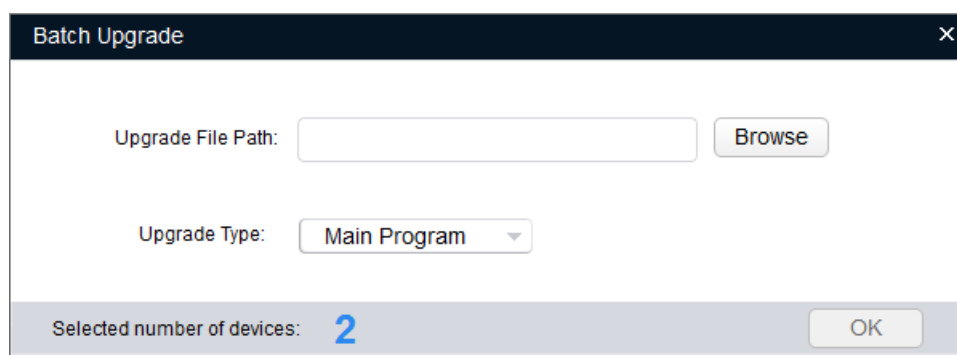 Batch Upgrade
Upgrade File Path:
Browse
Upgrade Type:
Main Program
Selected number of devices: 2
OK